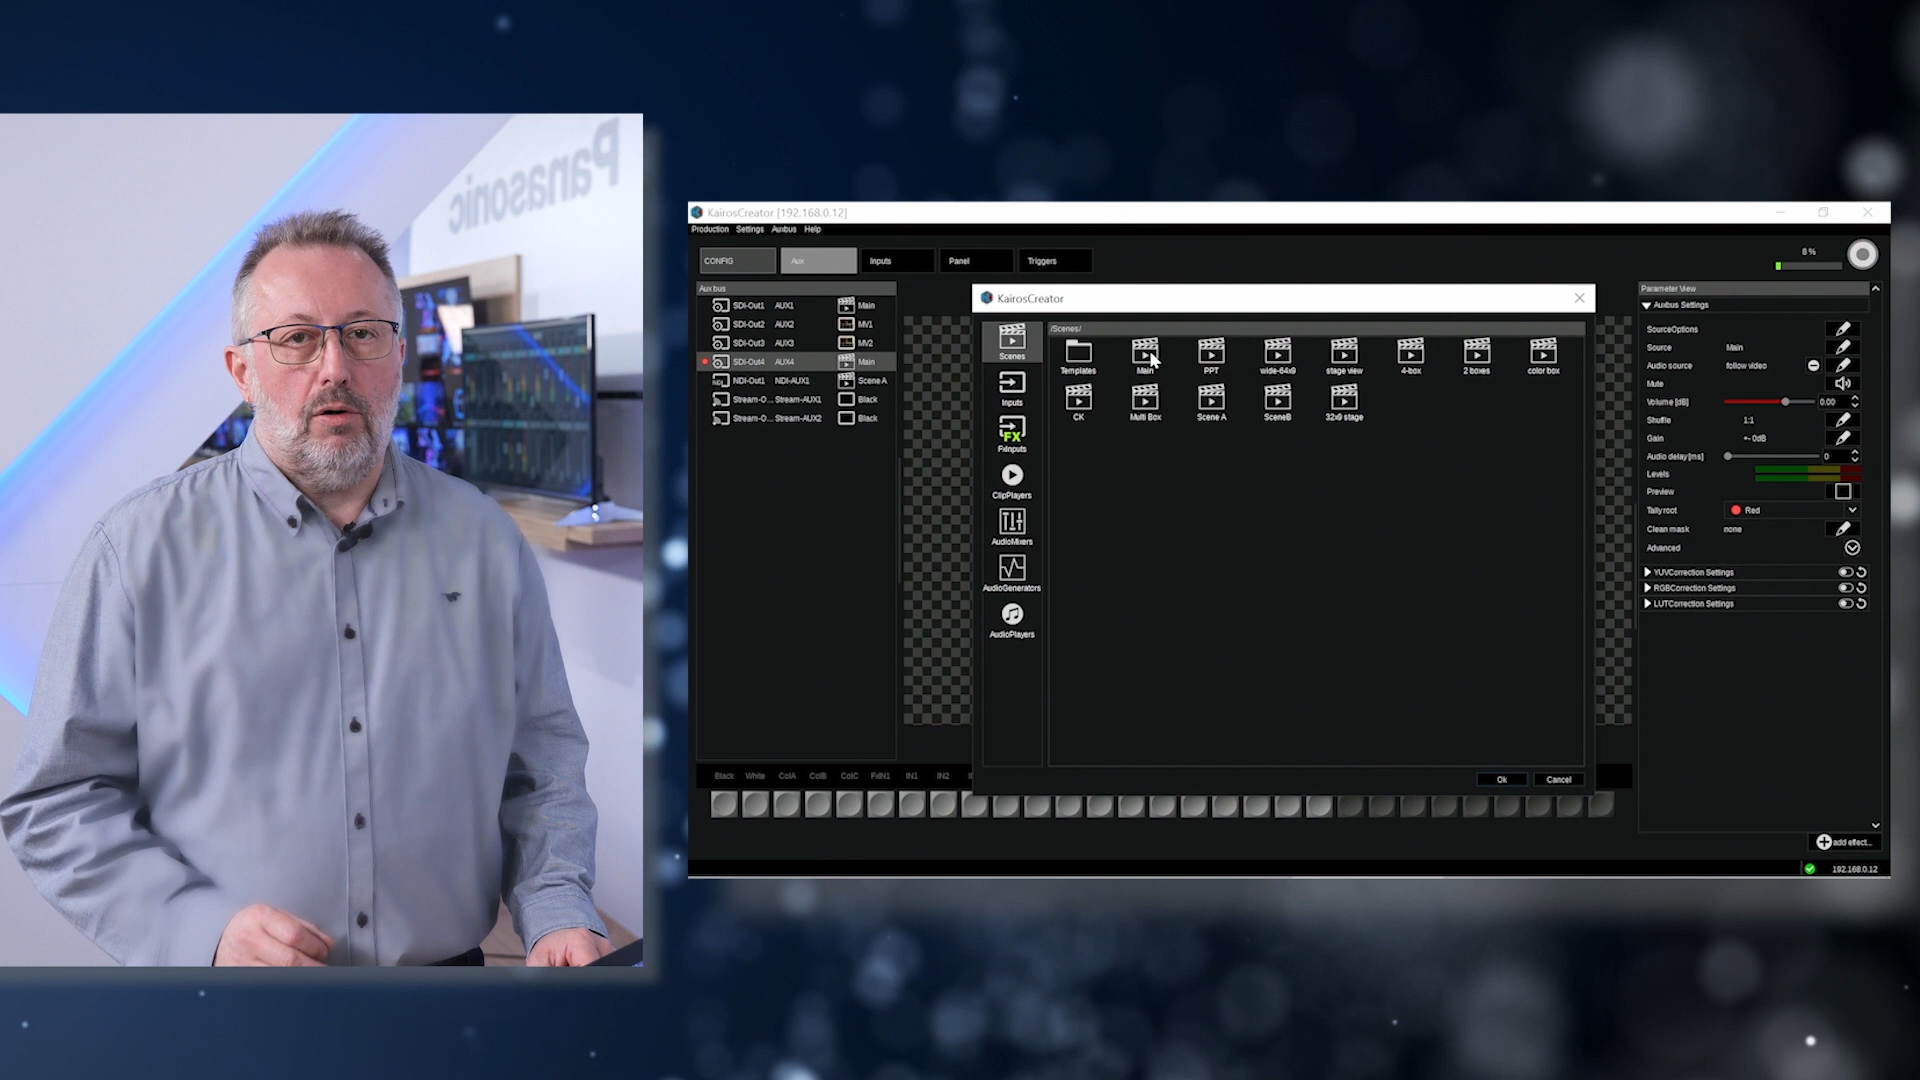 Panasonic
KairosCreator [192.168.0.12]
Production Settings Auxbus Help
CONFIG Aux Inputs Panel Triggers
8 %
Aux bus
SDI-Out1 AUX1 Main
SDI-Out2 AUX2 MV1
SDI-Out3 AUX3 MV2
SDI-Out4 AUX4 Main
NDI-Out1 NDI-AUX1 Scene A
Stream-O... Stream-AUX1 Black
Stream-O... Stream-AUX2 Black
KairosCreator
/Scenes/
Scenes
Inputs
FX
FxInputs
ClipPlayers
AudioMixers
AudioGenerators
AudioPlayers
Templates Main PPT wide-64x9 stage view 4-box 2 boxes color box
CK Multi Box Scene A SceneB 32x9 stage
Ok Cancel
Parameter View
Auxbus Settings
SourceOptions
Source Main
Audio source follow video
Mute
Volume [dB] 0.00
Shuffle 1:1
Gain +- 0dB
Audio delay[ms] 0
Levels
Preview
Tally root Red
Clean mask none
Advanced
YUVCorrection Settings
RGBCorrection Settings
LUTCorrection Settings
Black White ColA ColB ColC FxIN1 IN1 IN2
add effect...
192.168.0.12